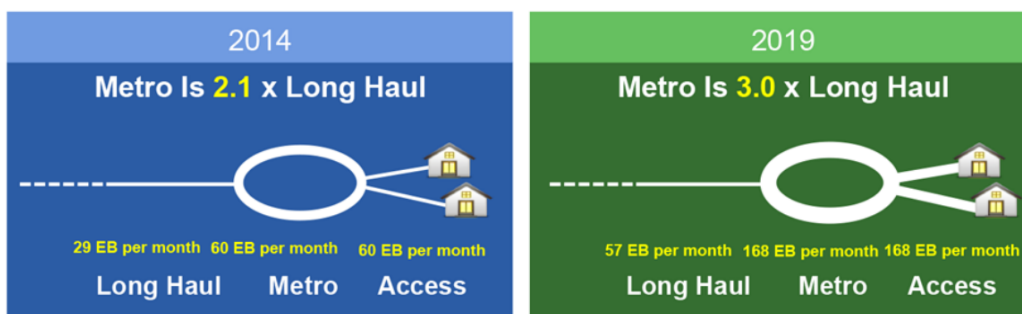 2014
Metro Is 2.1 x Long Haul
29 EB per month 60 EB per month 60 EB per month
Long Haul Metro Access
2019
Metro Is 3.0 x Long Haul
57 EB per month 168 EB per month 168 EB per month
Long Haul Metro Access